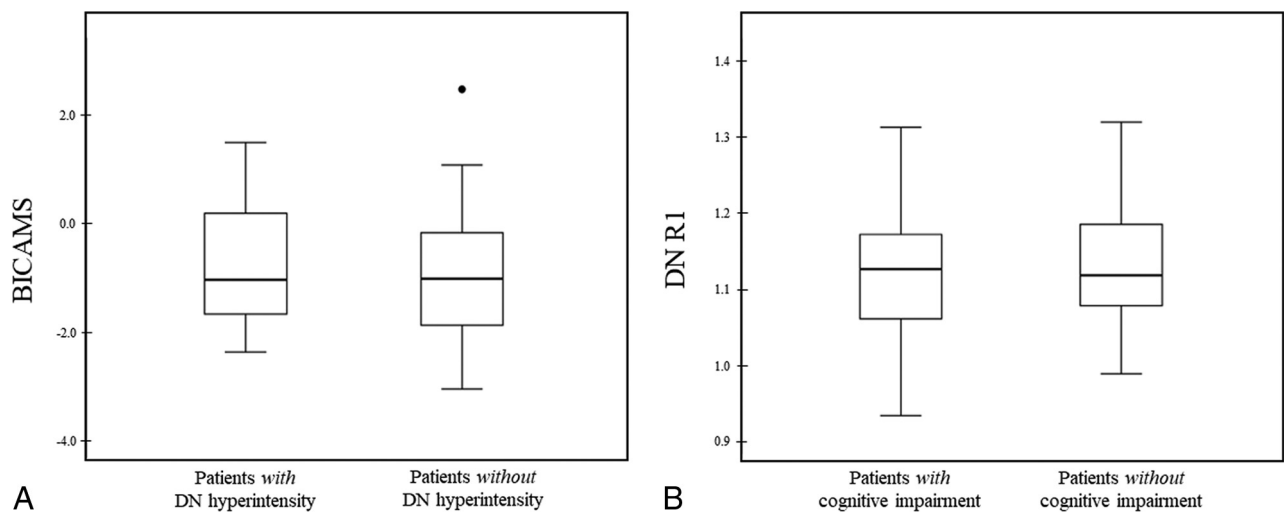 BICAMS
2.0
0.0
-2.0
-4.0
Patients with
DN hyperintensity
Patients without
DN hyperintensity
A
DN R1
1.4
1.3
1.2
1.1
1.0
0.9
Patients with
cognitive impairment
Patients without
cognitive impairment
B